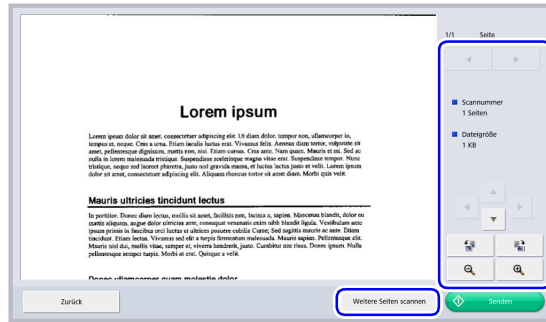 1/1 Seite
Lorem ipsum
Lorem ipsum dolor sit amet, consectetuer adipiscing elit. Ut diam dolor, tempor non, ullamcorper in,
tempus et, neque. Cras a urna. Etiam iaculis luctus erat. Vivamus felis. Aenean diam tortor, volputate sit
amet, pellentesque dignissim, mattis non, nisi. Etiam cursus. Cras ante. Nam quam. Mauris et mi. Sed ac
nulla in lorem malesuada tristique. Suspendisse scelerisque magna vitae erat. Suspendisse tempor. Nunc
tristique, neque sed laoreet pharetra, justo nisl gravida massa, et luctus lectus justo et velit. Lorem ipsum
dolor sit amet, consectetuer adipiscing elit. Aliquam rhoncus tortor sit amet diam. Morbi quis velit.
Scannummer
1 Seiten
Dateigröße
1 KB
Mauris ultricies tincidunt lectus
In porttitor. Donec diam lectus, mollis sit amet, facilisis non, lacinia a, sapien. Maecenas blandit, dolor eu
mattis aliquam, augue dolor ultricies ante, consequat venenatis enim nibh blandit ligula. Vestibulum ante
ipsum primis in faucibus orci luctus et ultrices posuere cubilia Curae; Sed sagittis mauris ac ante. Etiam
tincidunt. Etiam lectus. Vivamus sed elit a turpis fermentum malesuada. Mauris sapien. Pellentesque elit.
Mauris nisl dui, mollis vitae, semper et, viverra hendrerit, justo. Curabitur nec risus. Donec ipsum. Nulla
pellentesque semper turpis. Morbi at erat. Quisque a velit.
Donec ullamcorper quam molestie dolor
Zurück
Weitere Seiten scannen
Senden